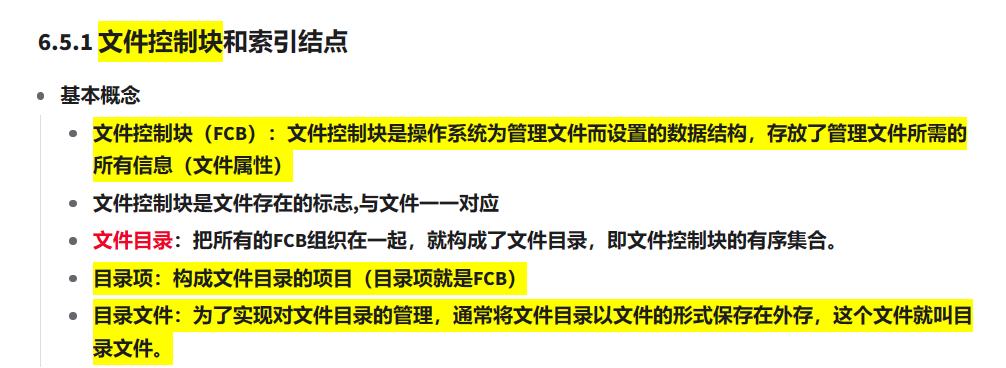 6.5.1 文件控制块和索引结点
基本概念
文件控制块（FCB）：文件控制块是操作系统为管理文件而设置的数据结构，存放了管理文件所需的
所有信息（文件属性）
文件控制块是文件存在的标志,与文件一一对应
文件目录：把所有的FCB组织在一起，就构成了文件目录，即文件控制块的有序集合。
目录项：构成文件目录的项目（目录项就是FCB）
目录文件：为了实现对文件目录的管理，通常将文件目录以文件的形式保存在外存，这个文件就叫目
录文件。